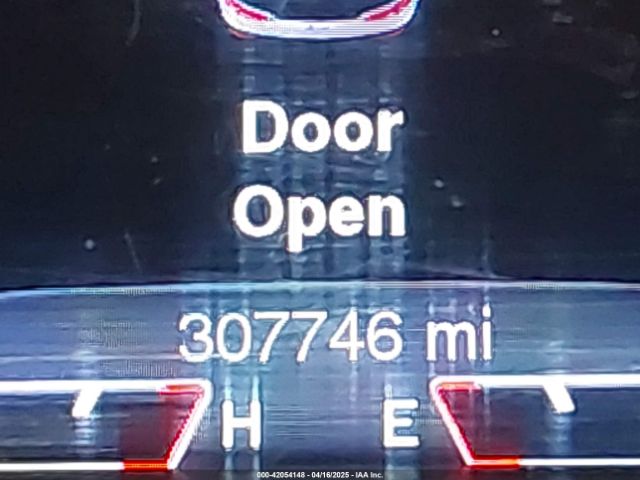 Door
Open
307746 mi
H E
000-42054148 - 04/16/2025 - IAA Inc.